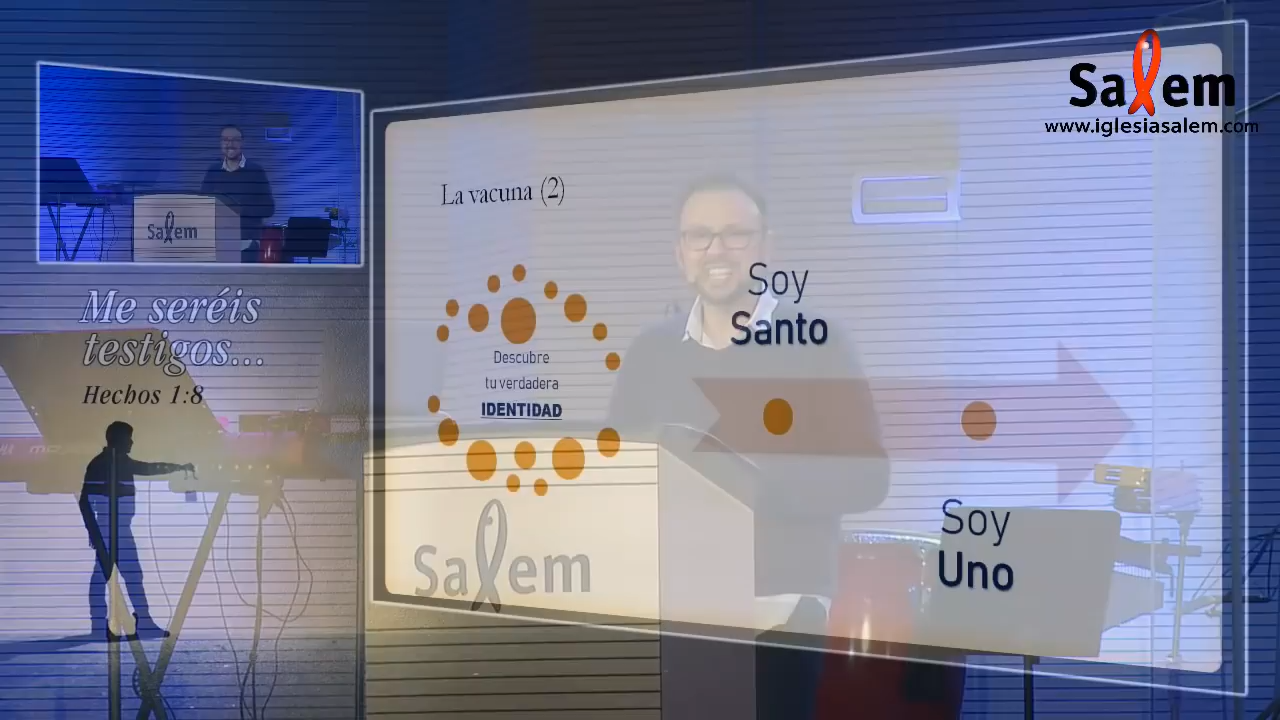 Salem
www.iglesiasalem.com
Salem
Me seréis
testigos...
Hechos 1:8
La vacuna (2)
Descubre
tu verdadera
IDENTIDAD
Soy
Santo
Soy
Uno
Salem